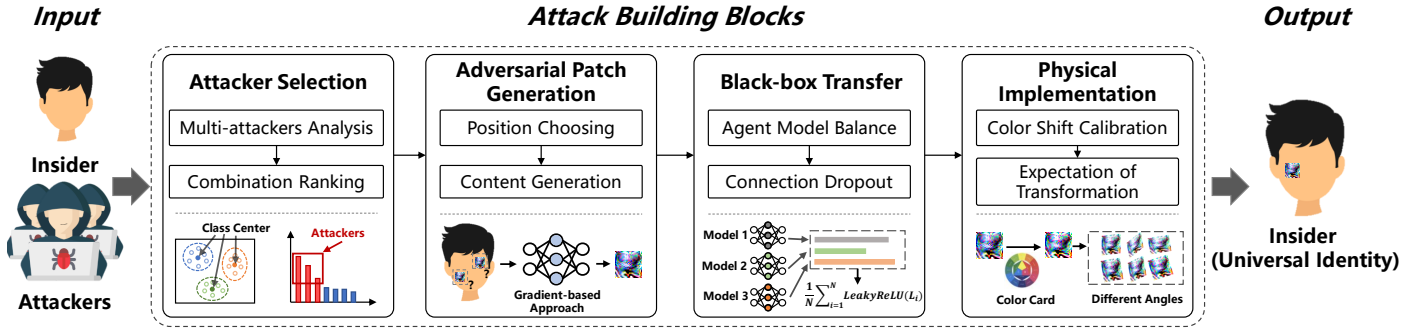 Input
Attack Building Blocks
Output
Insider
Attackers
Attacker Selection
Multi-attackers Analysis
Combination Ranking
Class Center
Attackers
Adversarial Patch
Generation
Position Choosing
Content Generation
?
?
Gradient-based
Approach
Black-box Transfer
Agent Model Balance
Connection Dropout
Model 1
Model 2
Model 3
1/N ∑_{i=1}^{N} LeakyReLU(L_i)
Physical
Implementation
Color Shift Calibration
Expectation of
Transformation
Color Card
Different Angles
Insider
(Universal Identity)